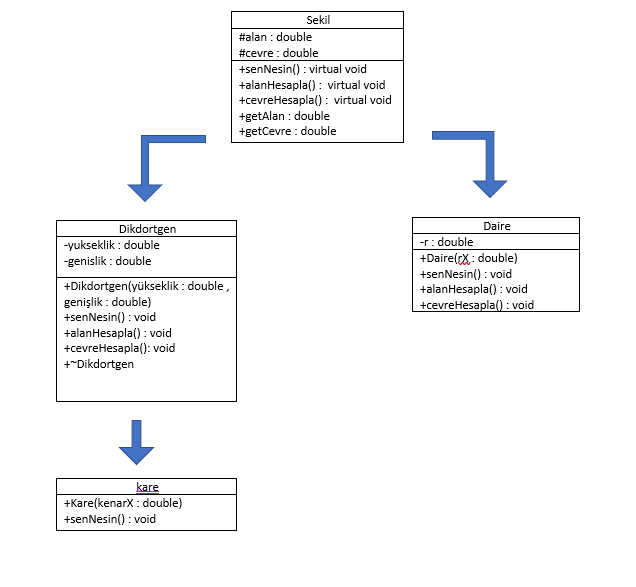 Sekil
#alan : double
#cevre : double
+senNesin() : virtual void
+alanHesapla() :  virtual void
+cevreHesapla() :  virtual void
+getAlan : double
+getCevre : double
Dikdortgen
-yukseklik : double
-genislik : double
+Dikdortgen(yükseklik : double ,
genişlik : double)
+senNesin() : void
+alanHesapla() : void
+cevreHesapla(): void
+~Dikdortgen
Daire
-r : double
+Daire(rX : double)
+senNesin() : void
+alanHesapla() : void
+cevreHesapla() : void
kare
+Kare(kenarX : double)
+senNesin() : void